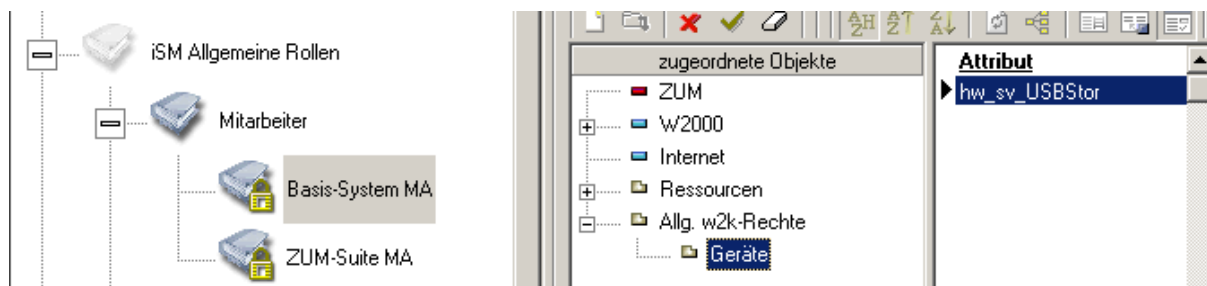 iSM Allgemeine Rollen
Mitarbeiter
Basis-System MA
ZUM-Suite MA
zugeordnete Objekte
ZUM
W2000
Internet
Ressourcen
Allg. w2k-Rechte
Geräte
Attribut
hw_sv_USBStor